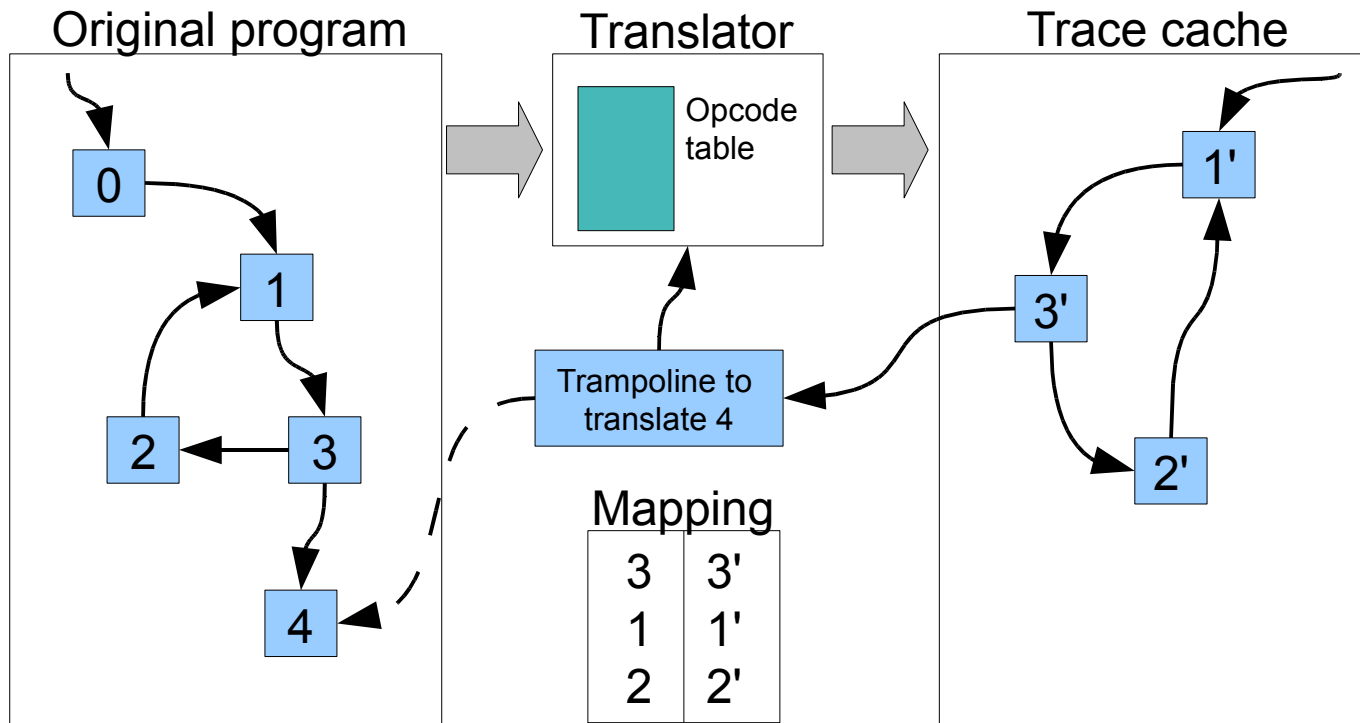 Original program
Translator
Trace cache
0
1
2
3
4
Opcode
table
Trampoline to
translate 4
Mapping
3 3'
1 1'
2 2'
1'
3'
2'